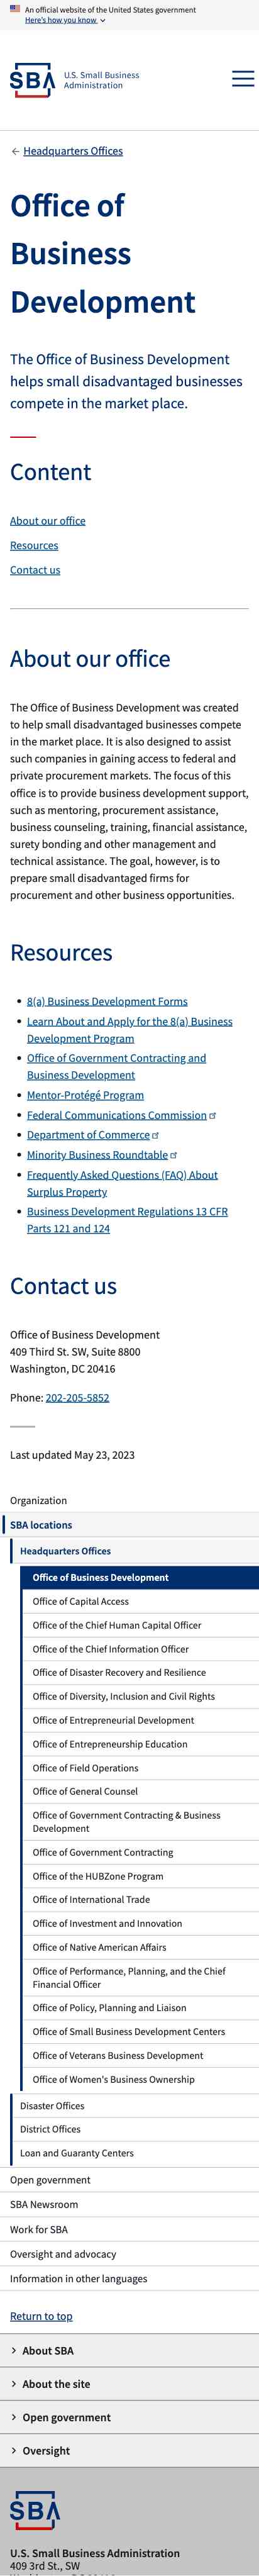 An official website of the United States government
Here's how you know
SBA
U.S. Small Business
Administration
Headquarters Offices
Office of
Business
Development
The Office of Business Development
helps small disadvantaged businesses
compete in the market place.
Content
About our office
Resources
Contact us
About our office
The Office of Business Development was created
to help small disadvantaged businesses compete
in the market place. It is also designed to assist
such companies in gaining access to federal and
private procurement markets. The focus of this
office is to provide business development support,
such as mentoring, procurement assistance,
business counseling, training, financial assistance,
surety bonding and other management and
technical assistance. The goal, however, is to
prepare small disadvantaged firms for
procurement and other business opportunities.
Resources
8(a) Business Development Forms
Learn About and Apply for the 8(a) Business
Development Program
Office of Government Contracting and
Business Development
Mentor-Protégé Program
Federal Communications Commission
Department of Commerce
Minority Business Roundtable
Frequently Asked Questions (FAQ) About
Surplus Property
Business Development Regulations 13 CFR
Parts 121 and 124
Contact us
Office of Business Development
409 Third St. SW, Suite 8800
Washington, DC 20416
Phone: 202-205-5852
Last updated May 23, 2023
Organization
SBA locations
Headquarters Offices
Office of Business Development
Office of Capital Access
Office of the Chief Human Capital Officer
Office of the Chief Information Officer
Office of Disaster Recovery and Resilience
Office of Diversity, Inclusion and Civil Rights
Office of Entrepreneurial Development
Office of Entrepreneurship Education
Office of Field Operations
Office of General Counsel
Office of Government Contracting & Business
Development
Office of Government Contracting
Office of the HUBZone Program
Office of International Trade
Office of Investment and Innovation
Office of Native American Affairs
Office of Performance, Planning, and the Chief
Financial Officer
Office of Policy, Planning and Liaison
Office of Small Business Development Centers
Office of Veterans Business Development
Office of Women's Business Ownership
Disaster Offices
District Offices
Loan and Guaranty Centers
Open government
SBA Newsroom
Work for SBA
Oversight and advocacy
Information in other languages
Return to top
About SBA
About the site
Open government
Oversight
SBA
U.S. Small Business Administration
409 3rd St., SW